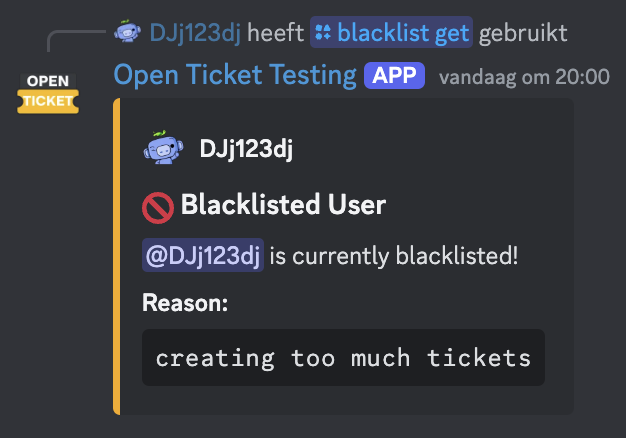 DJj123dj heeft blacklist get gebruikt
OPEN
TICKET
Open Ticket Testing APP vandaag om 20:00
DJj123dj
Blacklisted User
@DJj123dj is currently blacklisted!
Reason:
creating too much tickets